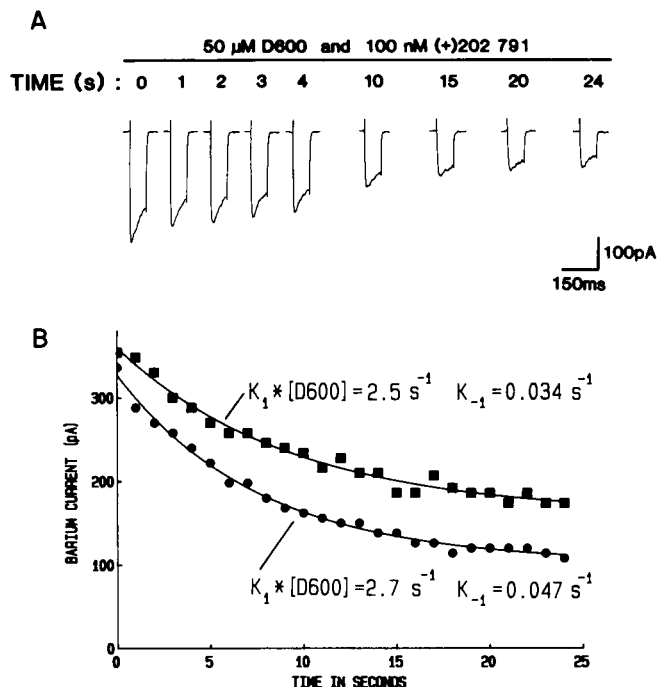 A
50 μM D600 and 100 nM (+)202 791
TIME (s) : 0 1 2 3 4 10 15 20 24
100pA
150ms
B
K₁*[D600]=2.5 s⁻¹ K₋₁=0.034 s⁻¹
300
200
100
0
BARIUM CURRENT (pA)
K₁*[D600]=2.7 s⁻¹ K₋₁=0.047 s⁻¹
0 5 10 15 20 25
TIME IN SECONDS